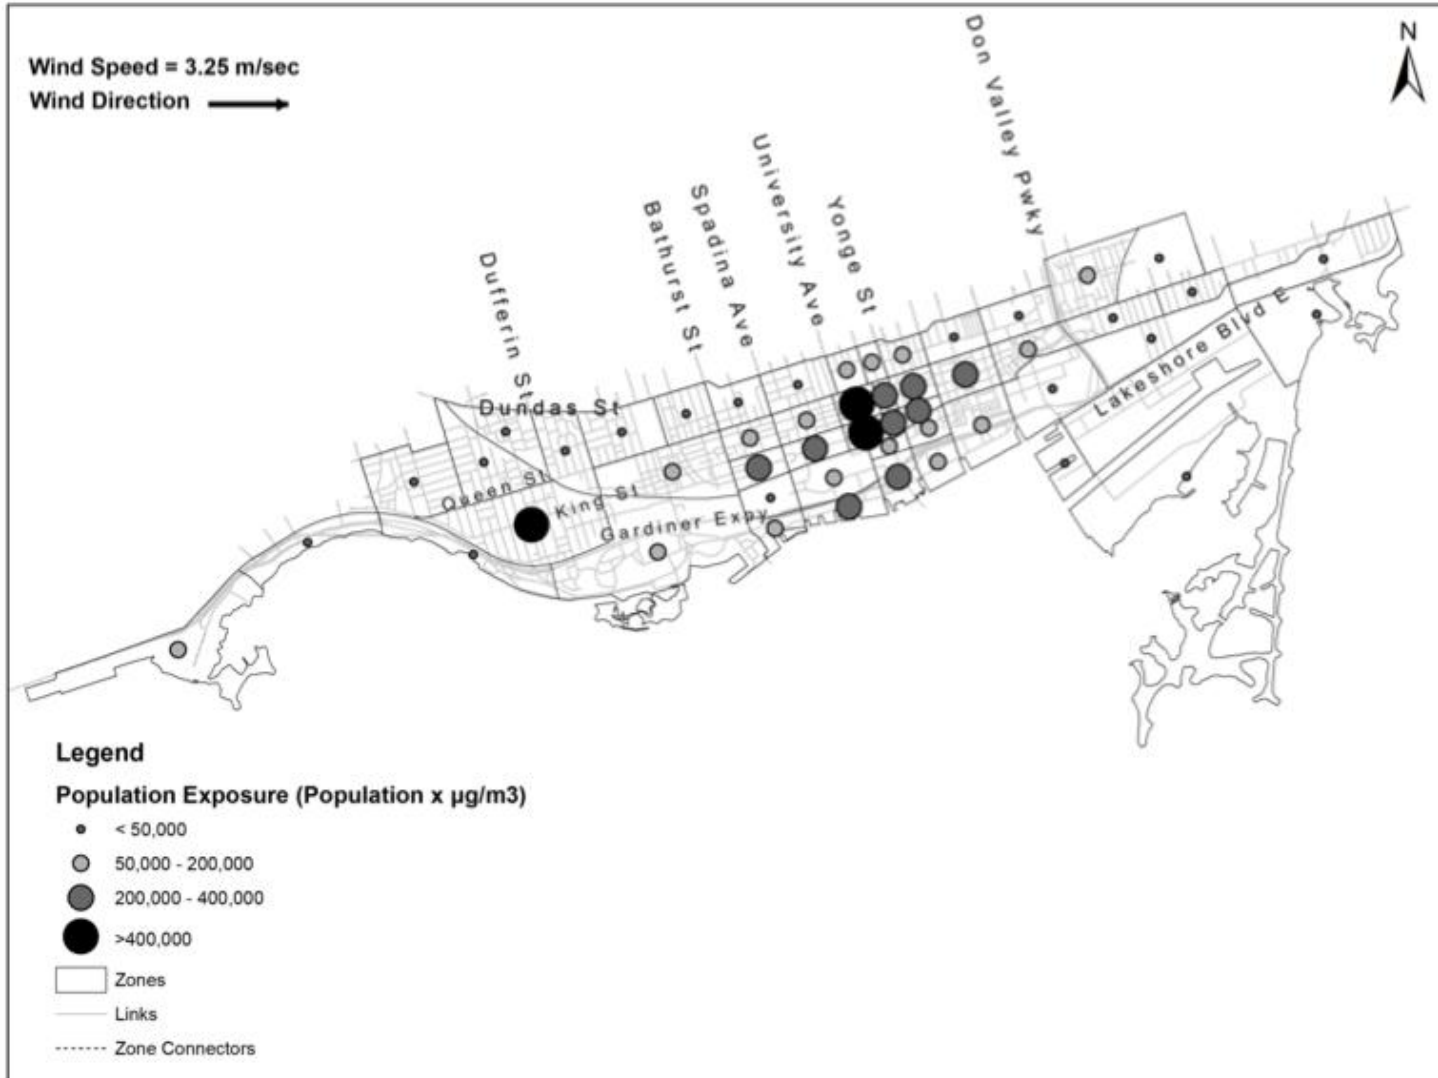 Wind Speed = 3.25 m/sec
Wind Direction
N
Don Valley Pwky
University Ave
Yonge St
Spadina Ave
Bathurst St
Dufferin St
Dundas St
Lakeshore Blvd E
Queen St
King St
Gardiner Expy
Legend
Population Exposure (Population x µg/m3)
< 50,000
50,000 - 200,000
200,000 - 400,000
>400,000
Zones
Links
Zone Connectors